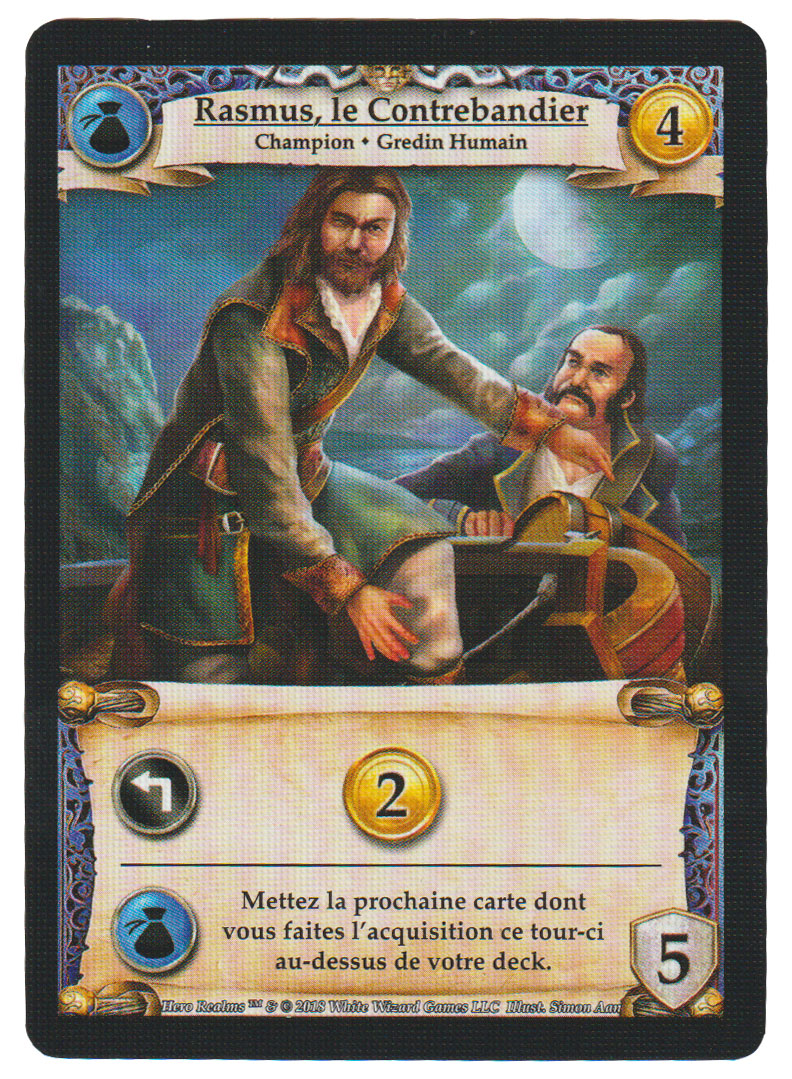 Rasmus, le Contrebandier
4
Champion • Gredin Humain
2
Mettez la prochaine carte dont
vous faites l'acquisition ce tour-ci
au-dessus de votre deck.
5
Hero Realms ™ & © 2018 White Wizard Games LLC Illust. Simon